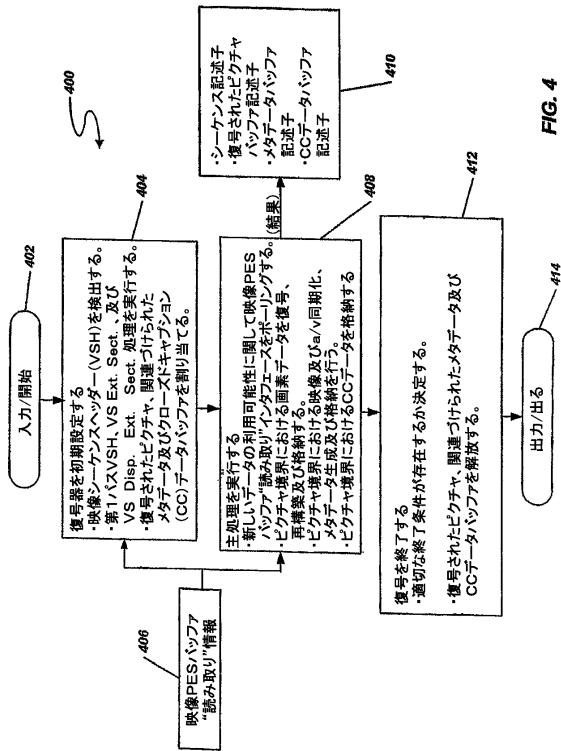 400
402
入力/開始
404
復号器を初期設定する
・映像シーケンスヘッダー(VSH)を検出する。
・第1パスVSH、VS Ext. Sect.、及び
VS Disp. Ext. Sect. 処理を実行する。
・復号されたピクチャ、関連づけられた
メタデータ及びクローズドキャプション
(CC)データバッファを割り当てる。
406
映像PESバッファ
“読み取り”情報
408
主処理を実行する
・新しいデータの利用可能性に関して映像PES
バッファ“読み取り”インタフェースをポーリングする。
・ピクチャ境界における画素データを復号、
再構築及び格納する。
・ピクチャ境界における映像及びa/v同期化、
メタデータ生成及び格納を行う。
・ピクチャ境界におけるCCデータを格納する
(結果)
410
・シーケンス記述子
・復号されたピクチャ
バッファ記述子
・メタデータバッファ
記述子
・CCデータバッファ
記述子
412
復号を終了する
・適切な終了条件が存在するか決定する。
・復号されたピクチャ、関連づけられたメタデータ及び
CCデータバッファを解放する。
414
出力/出る
FIG. 4